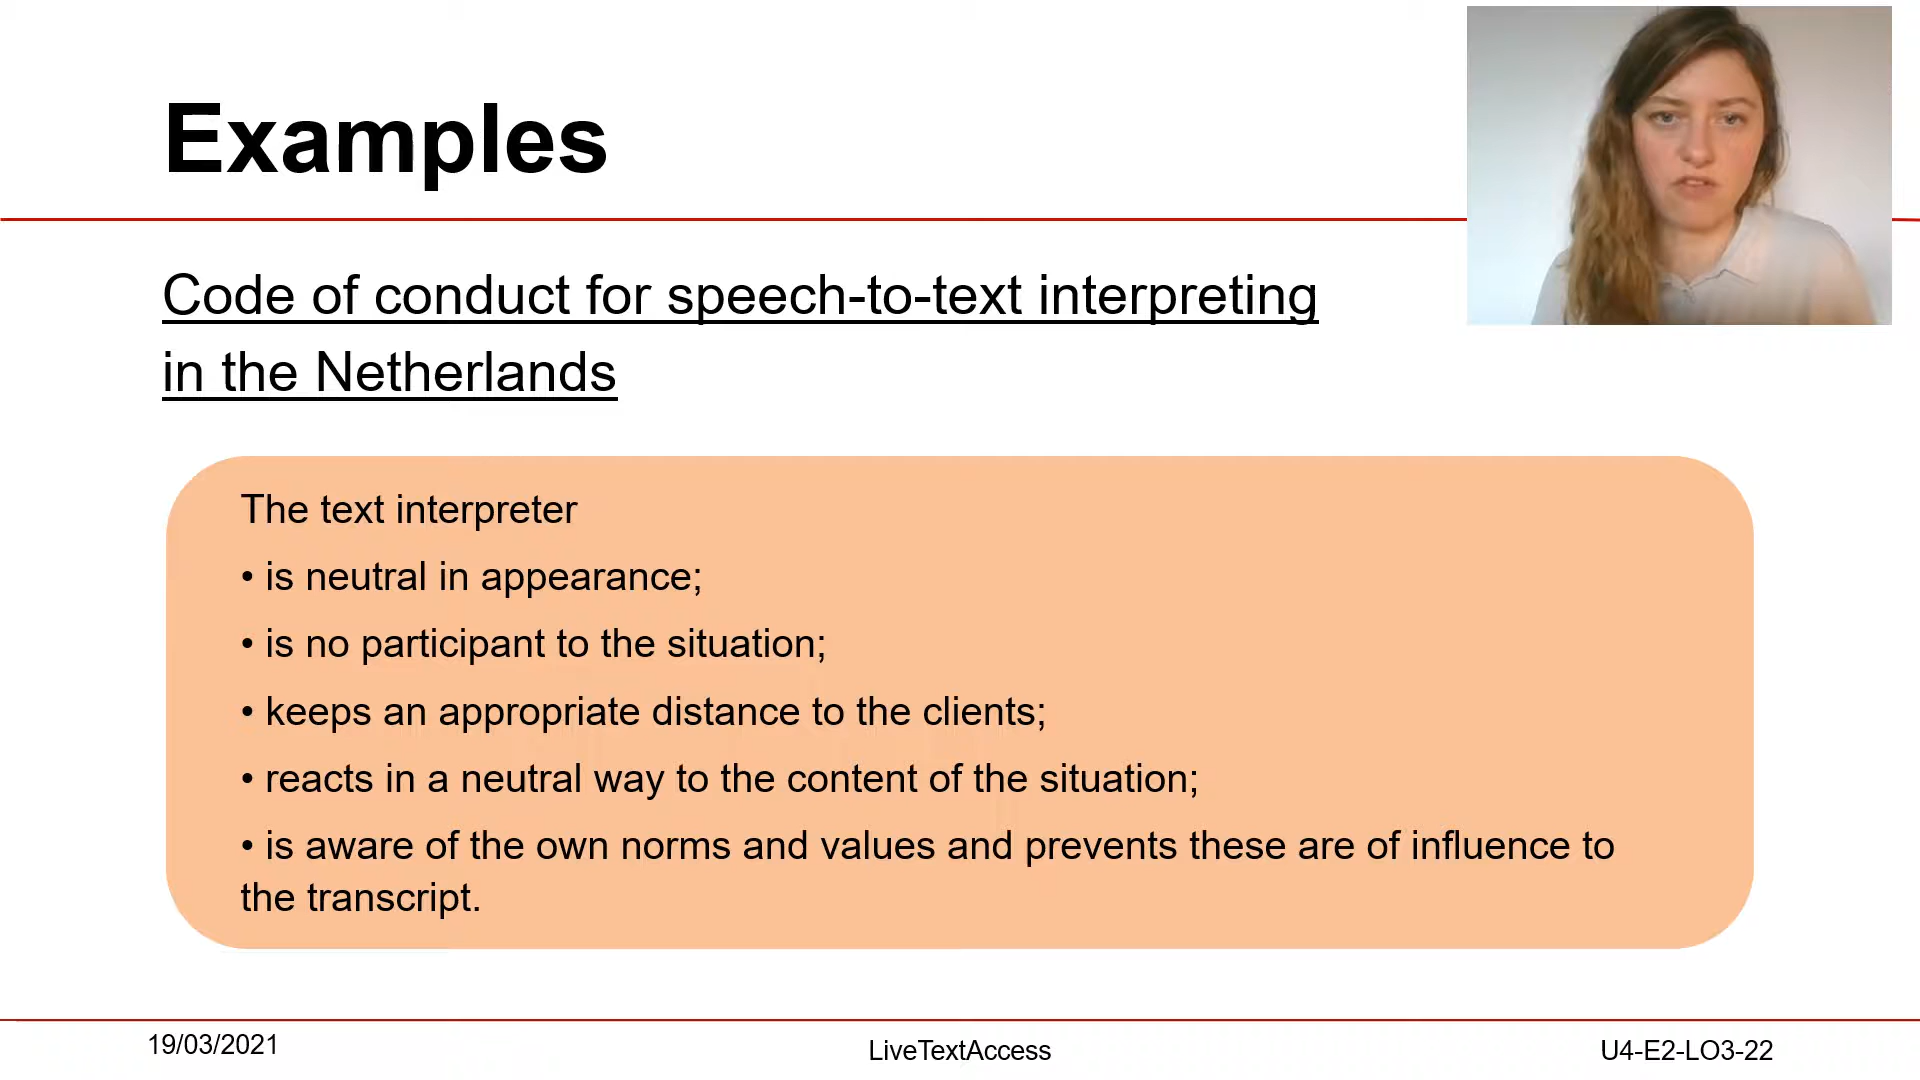 Examples
Code of conduct for speech-to-text interpreting
in the Netherlands
The text interpreter
• is neutral in appearance;
• is no participant to the situation;
• keeps an appropriate distance to the clients;
• reacts in a neutral way to the content of the situation;
• is aware of the own norms and values and prevents these are of influence to
the transcript.
19/03/2021
LiveTextAccess
U4-E2-LO3-22